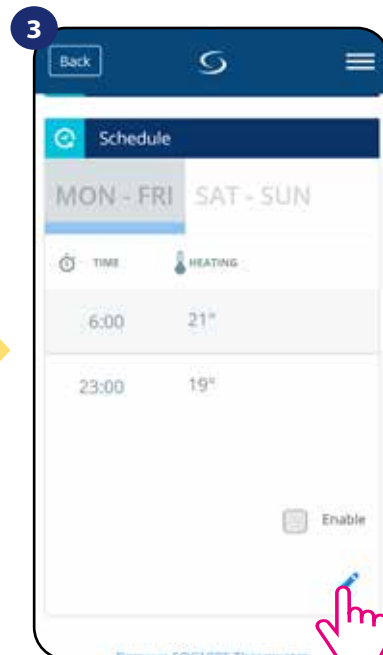 3
Back
Schedule
MON - FRI SAT - SUN
TIME HEATING
6:00 21°
23:00 19°
Enable